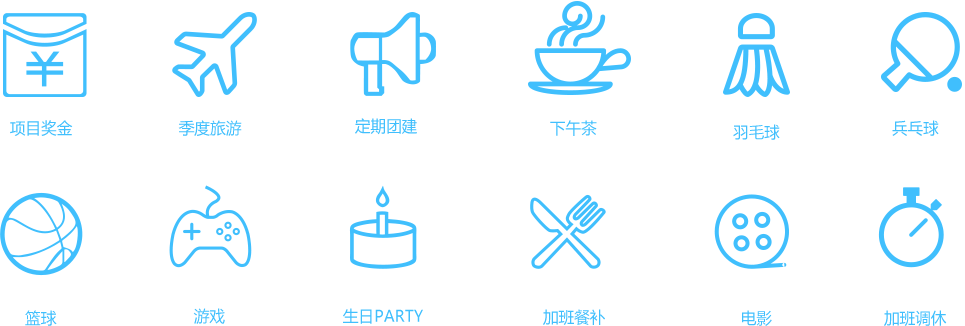 ¥
项目奖金
季度旅游
定期团建
下午茶
羽毛球
乒乓球
篮球
游戏
生日PARTY
加班餐补
电影
加班调休